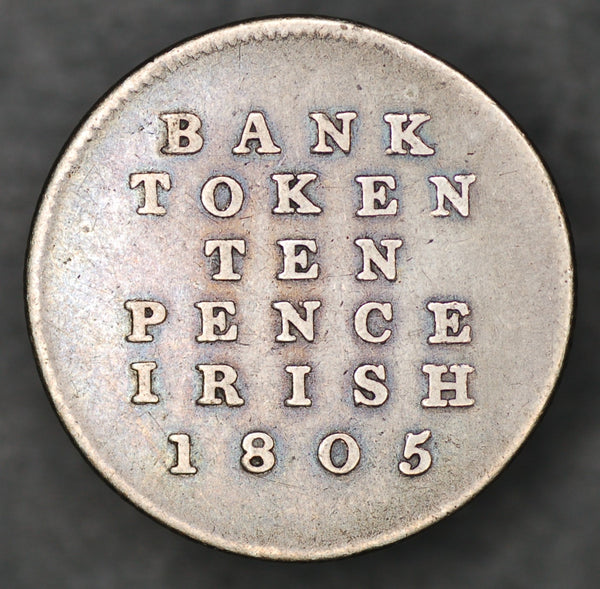 BANK
TOKEN
TEN
PENCE
IRISH
1805